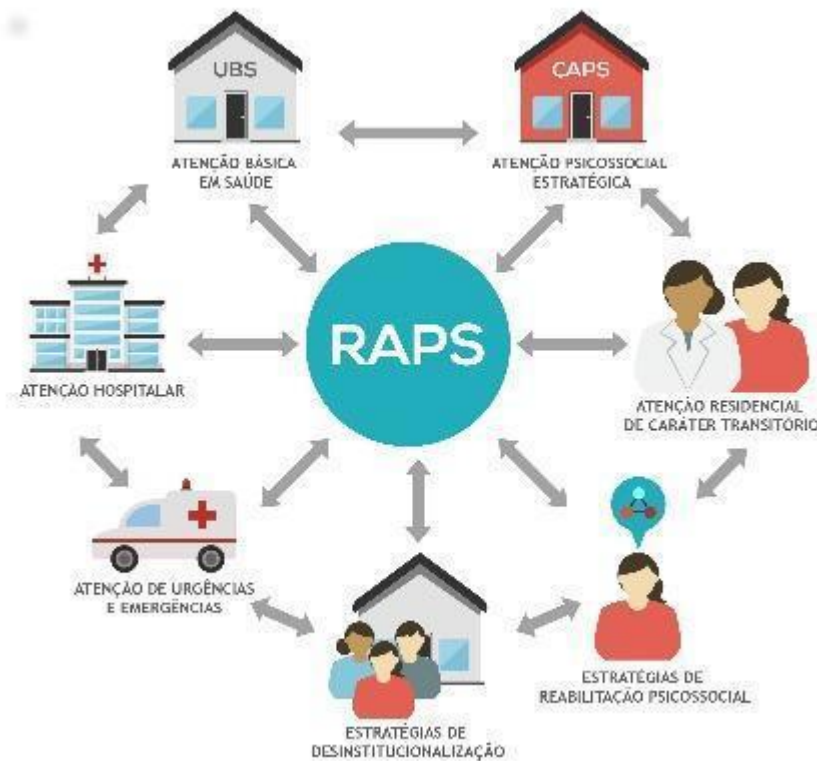 UBS
ATENÇÃO BÁSICA
EM SAÚDE
CAPS
ATENÇÃO PSICOSSOCIAL
ESTRATÉGICA
ATENÇÃO HOSPITALAR
RAPS
ATENÇÃO RESIDENCIAL
DE CARÁTER TRANSITÓRIO
ATENÇÃO DE URGÊNCIAS
E EMERGÊNCIAS
ESTRATÉGIAS DE
REABILITAÇÃO PSICOSSOCIAL
ESTRATÉGIAS DE
DESINSTITUCIONALIZAÇÃO